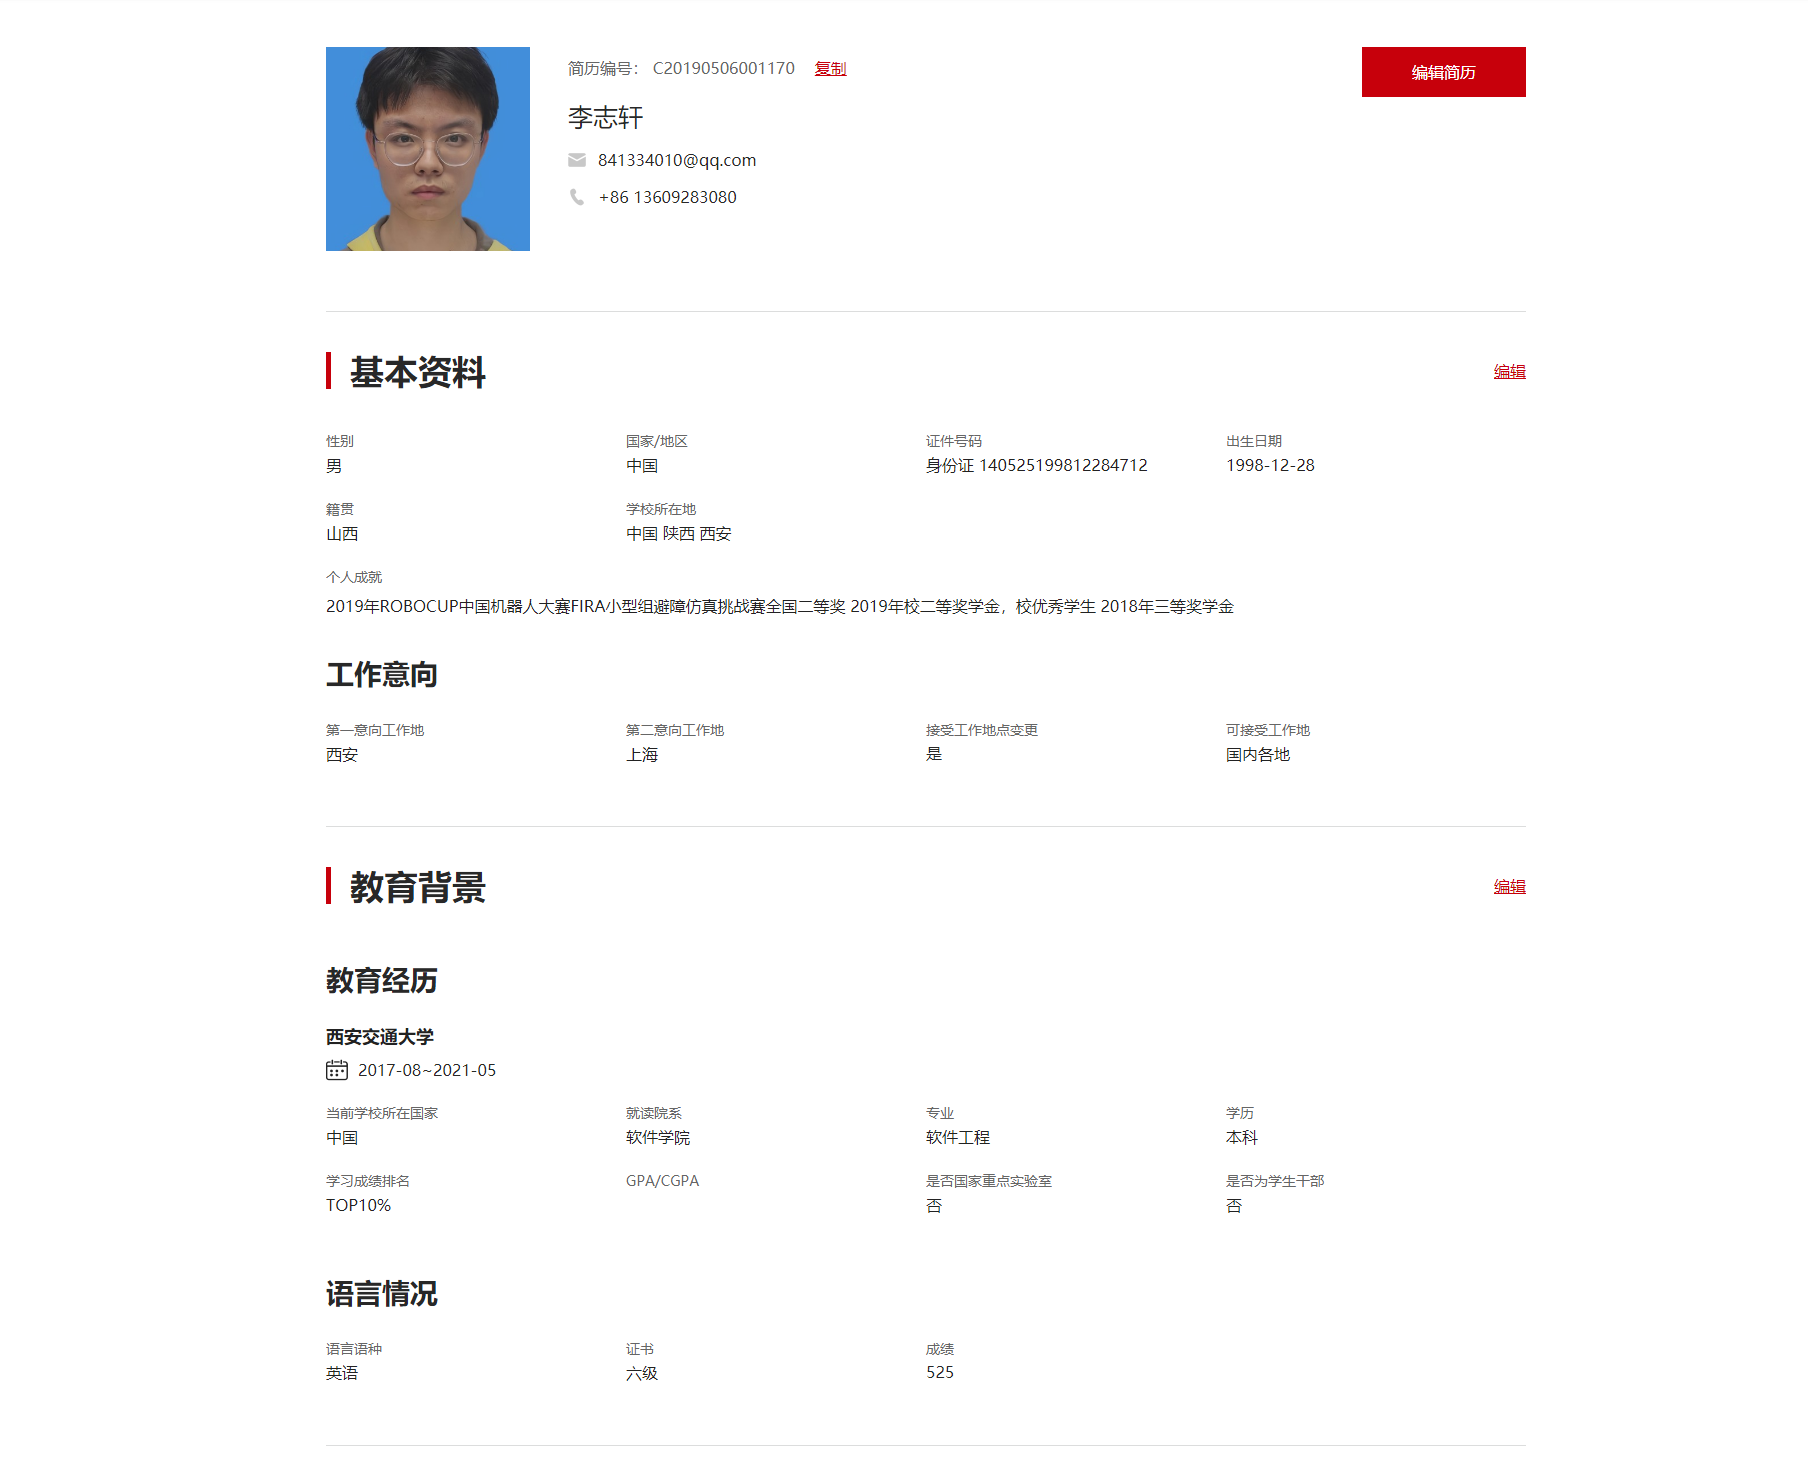 简历编号： C20190506001170 复制
编辑简历
李志轩
841334010@qq.com
+86 13609283080
基本资料 编辑
性别 国家/地区 证件号码 出生日期
男 中国 身份证 140525199812284712 1998-12-28
籍贯 学校所在地
山西 中国 陕西 西安
个人成就
2019年ROBOCUP中国机器人大赛FIRA小型组避障仿真挑战赛全国二等奖 2019年校二等奖学金，校优秀学生 2018年三等奖学金
工作意向
第一意向工作地 第二意向工作地 接受工作地点变更 可接受工作地
西安 上海 是 国内各地
教育背景 编辑
教育经历
西安交通大学
2017-08~2021-05
当前学校所在国家 就读院系 专业 学历
中国 软件学院 软件工程 本科
学习成绩排名 GPA/CGPA 是否国家重点实验室 是否为学生干部
TOP10% 否 否
语言情况
语言语种 证书 成绩
英语 六级 525